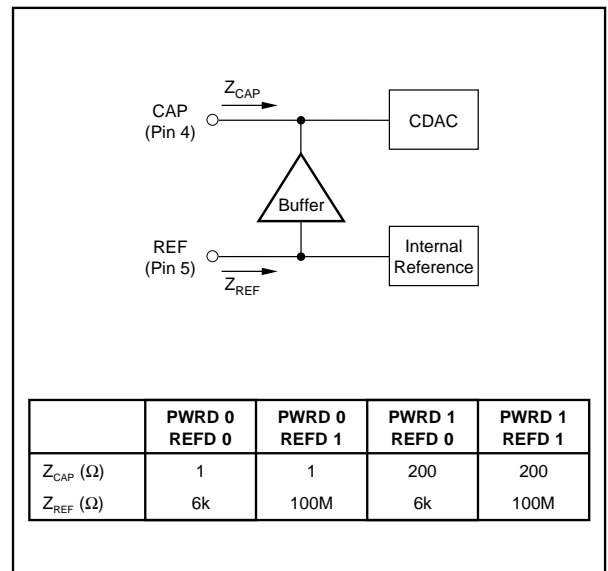 Z_CAP
CAP
(Pin 4)
CDAC
Buffer
REF
(Pin 5)
Z_REF
Internal
Reference
PWRD 0 REFD 0 PWRD 0 REFD 1 PWRD 1 REFD 0 PWRD 1 REFD 1
Z_CAP (Ω) 1 1 200 200
Z_REF (Ω) 6k 100M 6k 100M